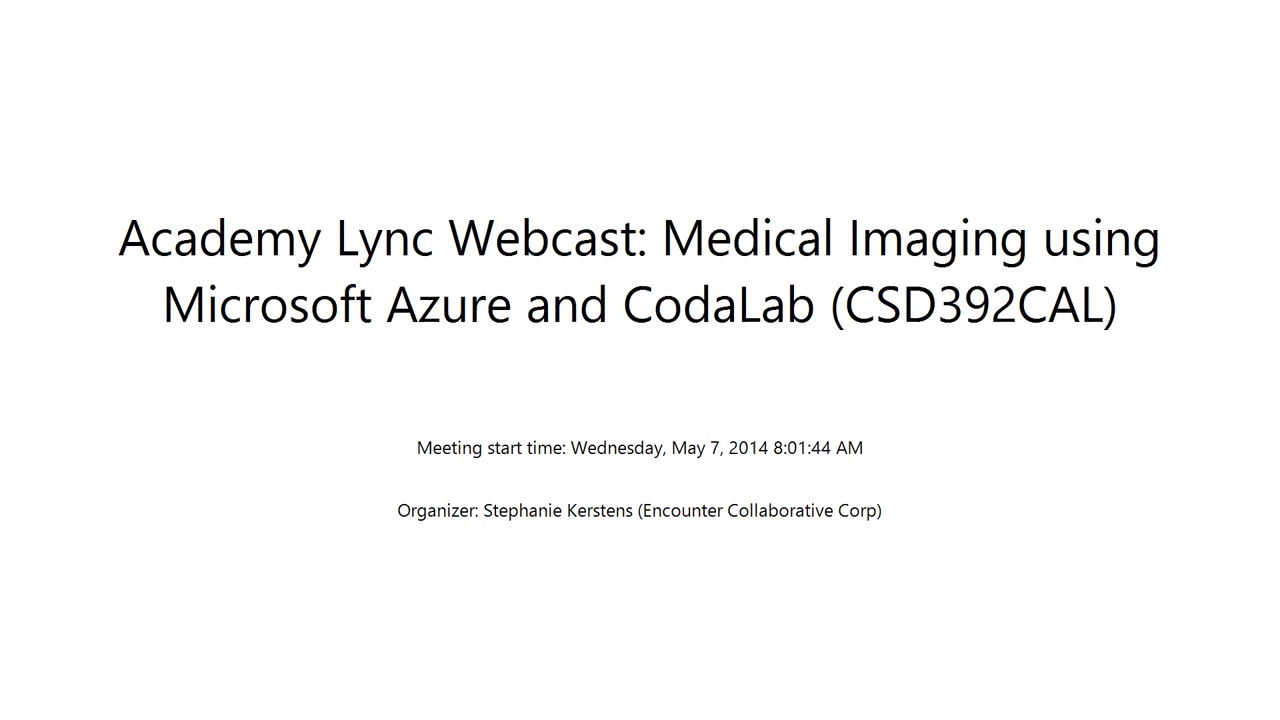 Academy Lync Webcast: Medical Imaging using
Microsoft Azure and CodaLab (CSD392CAL)
Meeting start time: Wednesday, May 7, 2014 8:01:44 AM
Organizer: Stephanie Kerstens (Encounter Collaborative Corp)